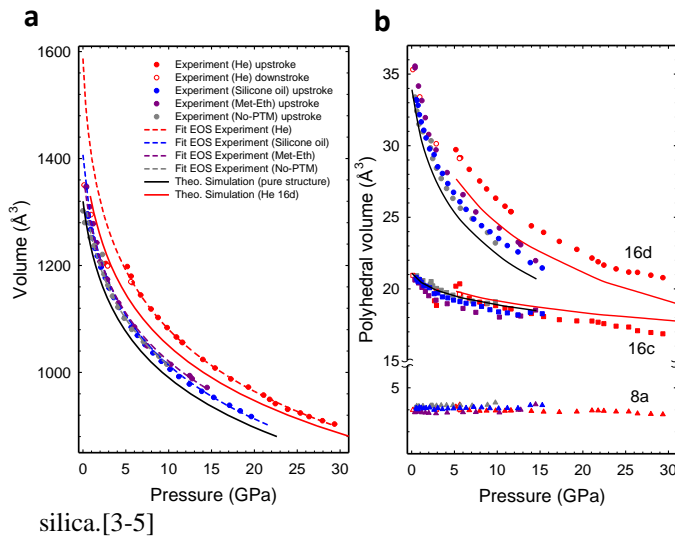 a
1600
1400
1200
1000
Volume (Å³)
0 5 10 15 20 25 30
Pressure (GPa)
Experiment (He) upstroke
Experiment (He) downstroke
Experiment (Silicone oil) upstroke
Experiment (Met-Eth) upstroke
Experiment (No-PTM) upstroke
Fit EOS Experiment (He)
Fit EOS Experiment (Silicone oil)
Fit EOS Experiment (Met-Eth)
Fit EOS Experiment (No-PTM)
Theo. Simulation (pure structure)
Theo. Simulation (He 16d)
b
35
30
25
20
15
15
5
Polyhedral volume (Å³)
16d
16c
8a
0 5 10 15 20 25 30
Pressure (GPa)
silica.[3-5]